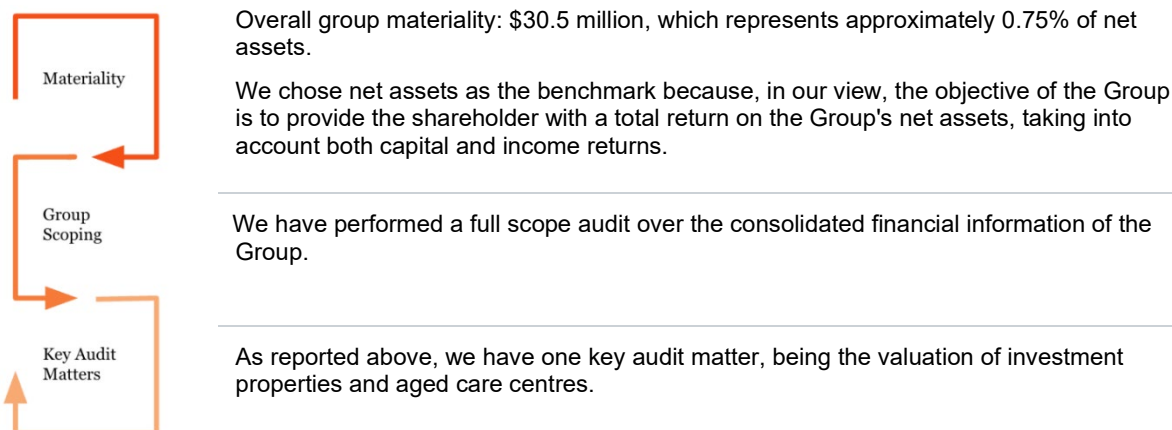 Materiality
Overall group materiality: $30.5 million, which represents approximately 0.75% of net
assets.
We chose net assets as the benchmark because, in our view, the objective of the Group
is to provide the shareholder with a total return on the Group's net assets, taking into
account both capital and income returns.
Group
Scoping
We have performed a full scope audit over the consolidated financial information of the
Group.
Key Audit
Matters
As reported above, we have one key audit matter, being the valuation of investment
properties and aged care centres.